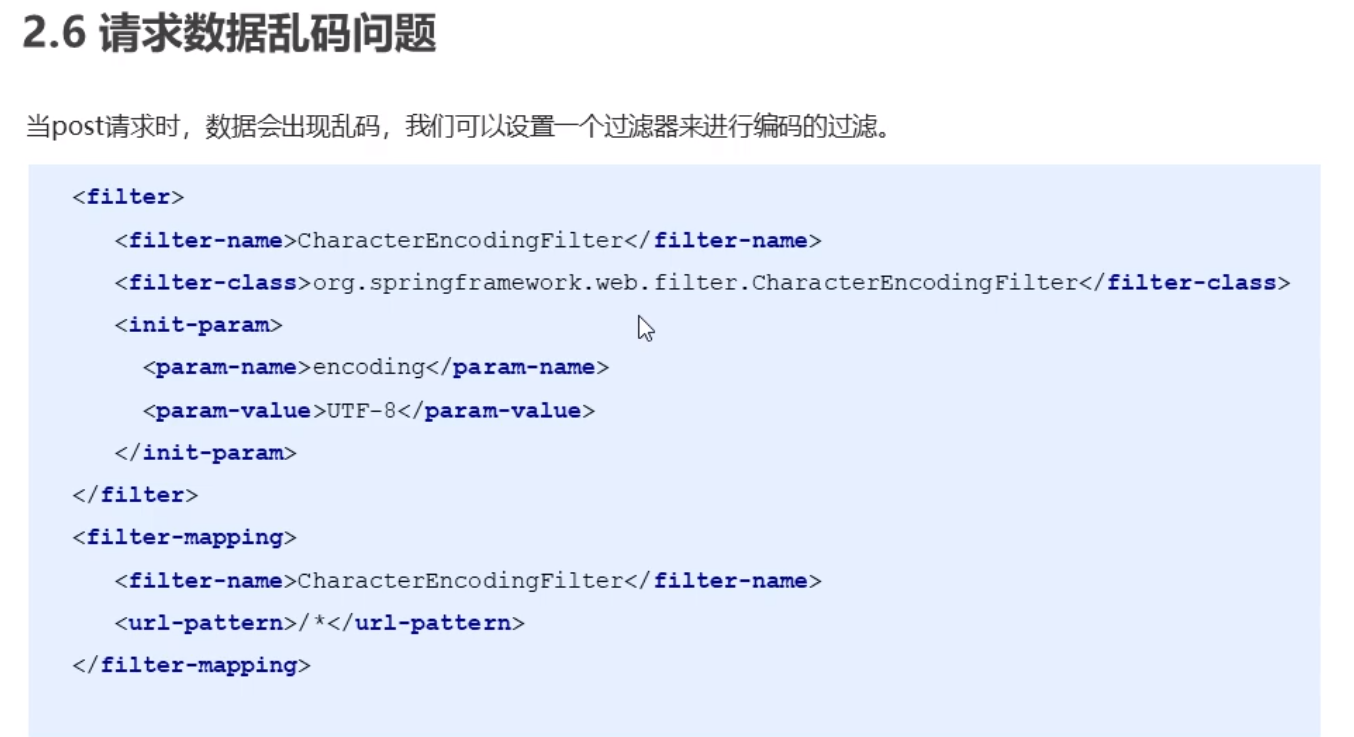 2.6 请求数据乱码问题
当post请求时，数据会出现乱码，我们可以设置一个过滤器来进行编码的过滤。
<filter>
<filter-name>CharacterEncodingFilter</filter-name>
<filter-class>org.springframework.web.filter.CharacterEncodingFilter</filter-class>
<init-param>
<param-name>encoding</param-name>
<param-value>UTF-8</param-value>
</init-param>
</filter>
<filter-mapping>
<filter-name>CharacterEncodingFilter</filter-name>
<url-pattern>/*</url-pattern>
</filter-mapping>